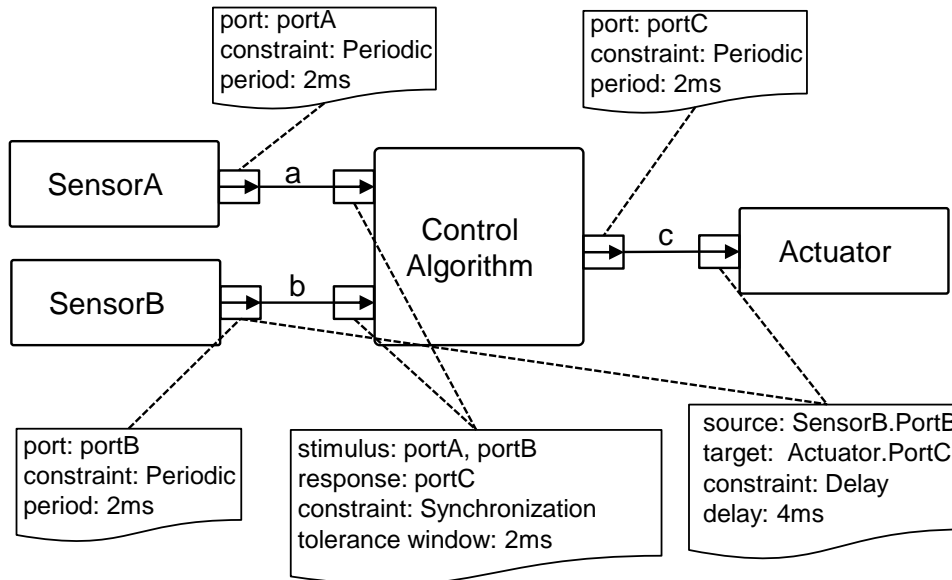 port: portA
constraint: Periodic
period: 2ms
port: portC
constraint: Periodic
period: 2ms
SensorA
a
Control
Algorithm
c
Actuator
SensorB
b
port: portB
constraint: Periodic
period: 2ms
stimulus: portA, portB
response: portC
constraint: Synchronization
tolerance window: 2ms
source: SensorB.PortB
target: Actuator.PortC
constraint: Delay
delay: 4ms